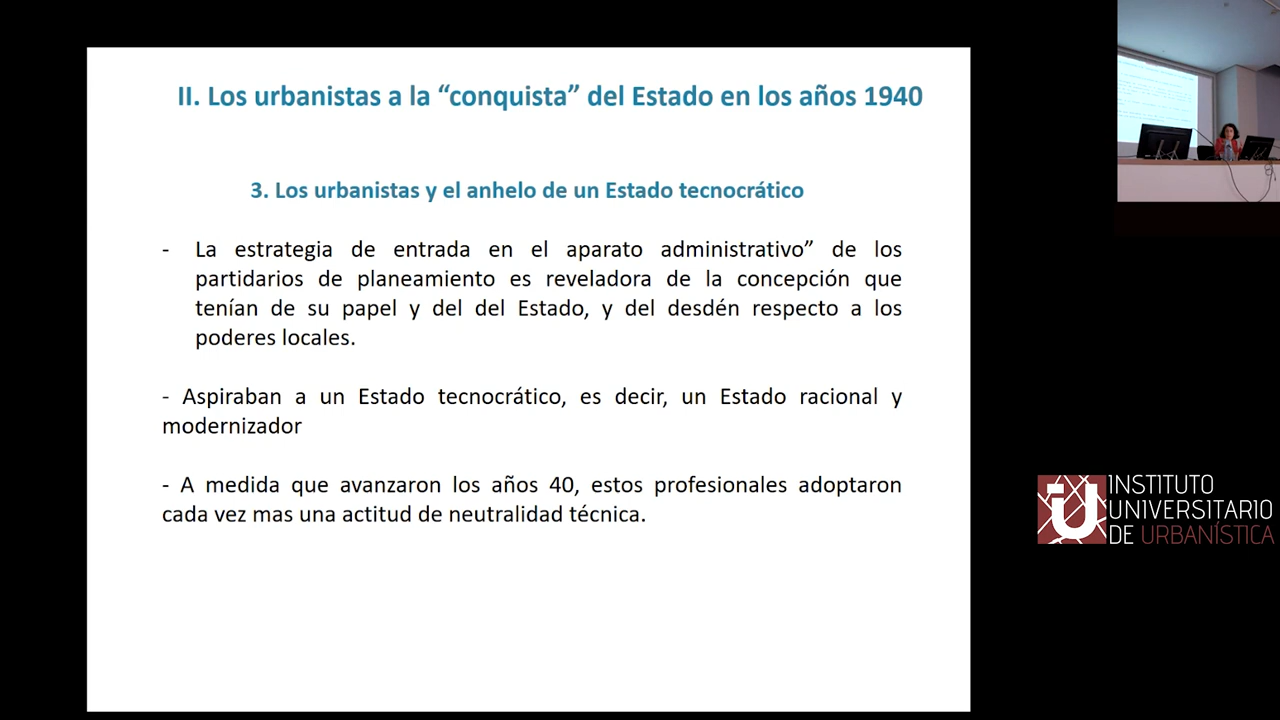 II. Los urbanistas a la “conquista” del Estado en los años 1940
3. Los urbanistas y el anhelo de un Estado tecnocrático
- La estrategia de entrada en el aparato administrativo” de los
partidarios de planeamiento es reveladora de la concepción que
tenían de su papel y del del Estado, y del desdén respecto a los
poderes locales.
- Aspiraban a un Estado tecnocrático, es decir, un Estado racional y
modernizador
- A medida que avanzaron los años 40, estos profesionales adoptaron
cada vez mas una actitud de neutralidad técnica.
INSTITUTO
UNIVERSITARIO
DE URBANÍSTICA